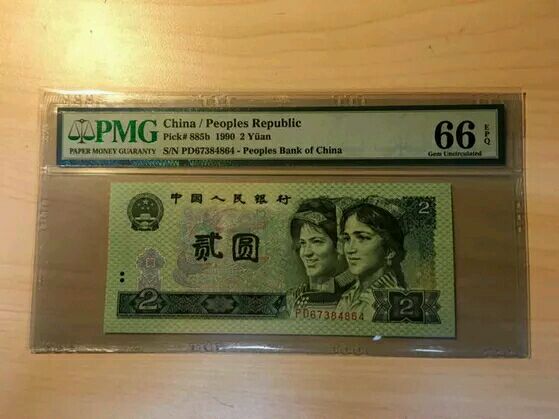 PMG
PAPER MONEY GUARANTY
China / Peoples Republic
Pick# 885b 1990 2 Yüan
S/N PD67384864 - Peoples Bank of China
66 EPQ
Gem Uncirculated
中国人民银行
贰圆
2
2
2
PD67384864